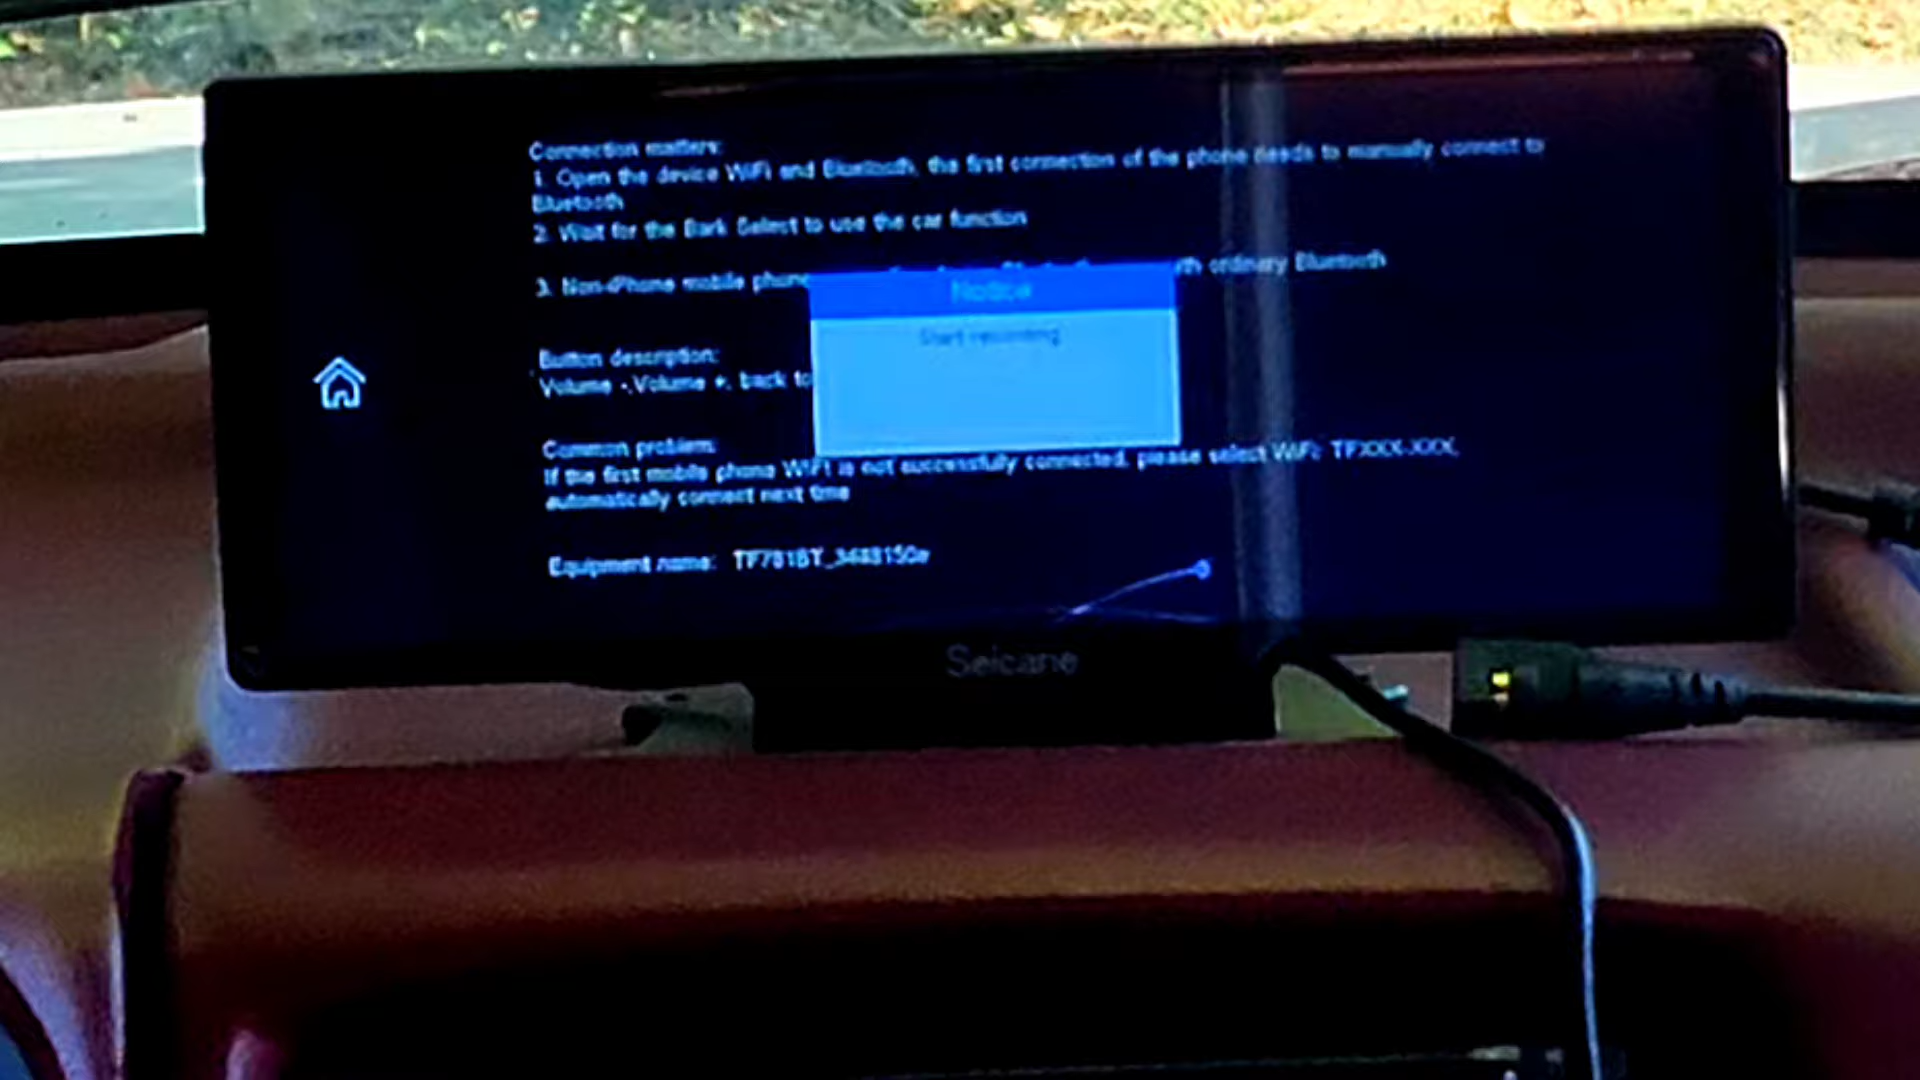 Connection matters:
1. Open the device WiFi and Bluetooth, the first connection of the phone needs to manually connect to
Bluetooth
2. Wait for the Bark Select to use the car function
3. Non-iPhone mobile phone
th ordinary Bluetooth
Notice
Start recording
Button description:
Volume -,Volume +, back to
Common problem:
If the first mobile phone WiFi is not successfully connected, please select WiFi: TFXXX-XXX,
automatically connect next time
Equipment name:
Seicane